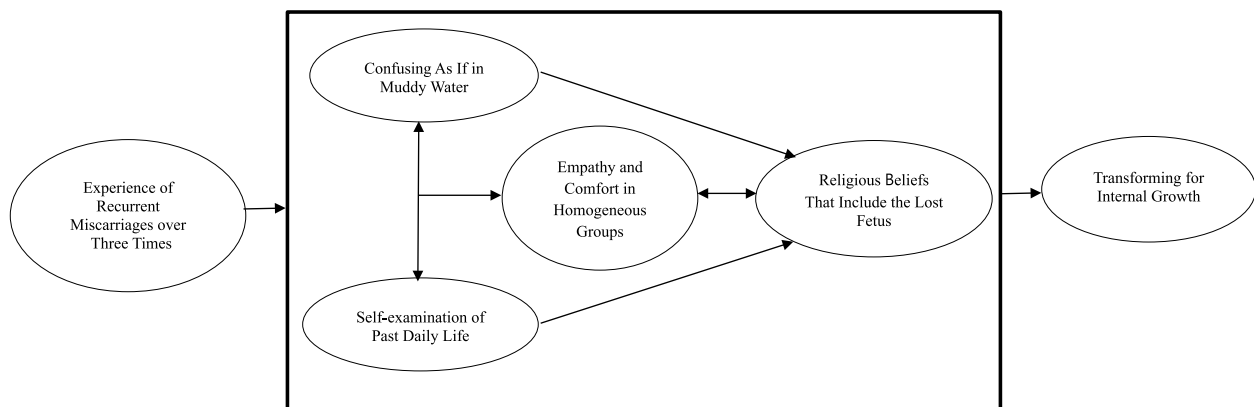 Experience of
Recurrent
Miscarriages over
Three Times
Confusing As If in
Muddy Water
Empathy and
Comfort in
Homogeneous
Groups
Self-examination of
Past Daily Life
Religious Beliefs
That Include the Lost
Fetus
Transforming for
Internal Growth